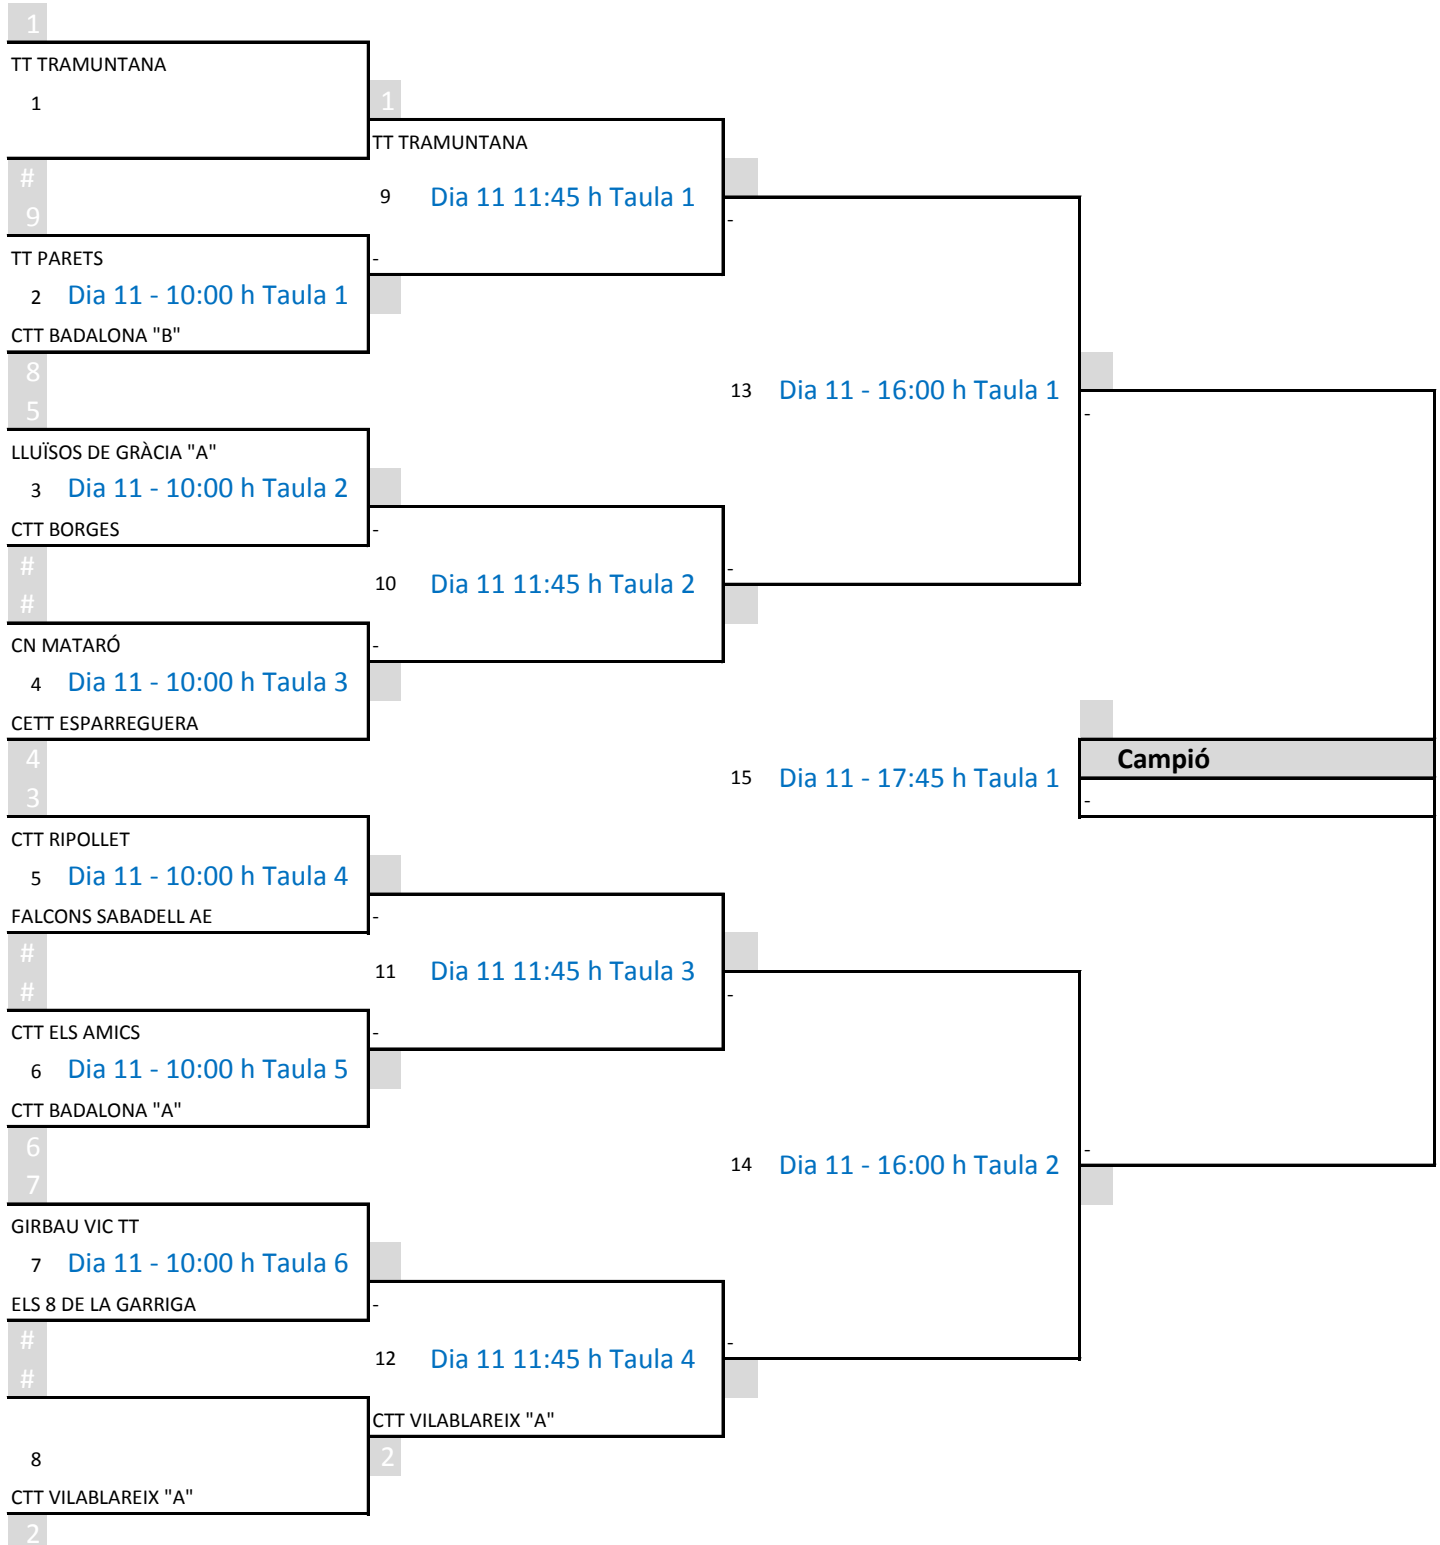 1
TT TRAMUNTANA
1
1
TT TRAMUNTANA
#
9 Dia 11 11:45 h Taula 1
9
-
TT PARETS
-
2 Dia 11 - 10:00 h Taula 1
CTT BADALONA "B"
8
13 Dia 11 - 16:00 h Taula 1
5
-
LLUÏSOS DE GRÀCIA "A"
3 Dia 11 - 10:00 h Taula 2
CTT BORGES
-
#
-
10 Dia 11 11:45 h Taula 2
#
CN MATARÓ
-
4 Dia 11 - 10:00 h Taula 3
CETT ESPARREGUERA
4
Campió
15 Dia 11 - 17:45 h Taula 1
3
-
CTT RIPOLLET
5 Dia 11 - 10:00 h Taula 4
FALCONS SABADELL AE
-
#
11 Dia 11 11:45 h Taula 3
#
-
CTT ELS AMICS
-
6 Dia 11 - 10:00 h Taula 5
CTT BADALONA "A"
6
-
14 Dia 11 - 16:00 h Taula 2
7
GIRBAU VIC TT
7 Dia 11 - 10:00 h Taula 6
ELS 8 DE LA GARRIGA
-
#
-
12 Dia 11 11:45 h Taula 4
#
CTT VILABLAREIX "A"
8
2
CTT VILABLAREIX "A"
2